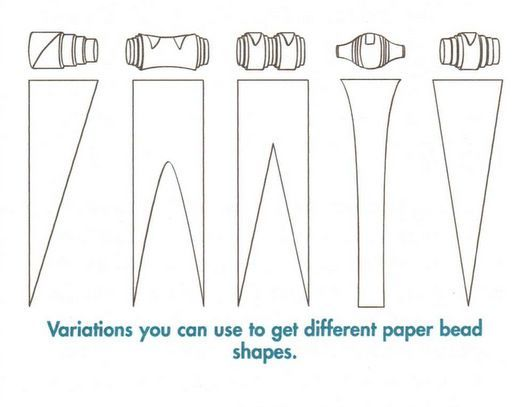 Variations you can use to get different paper bead
shapes.